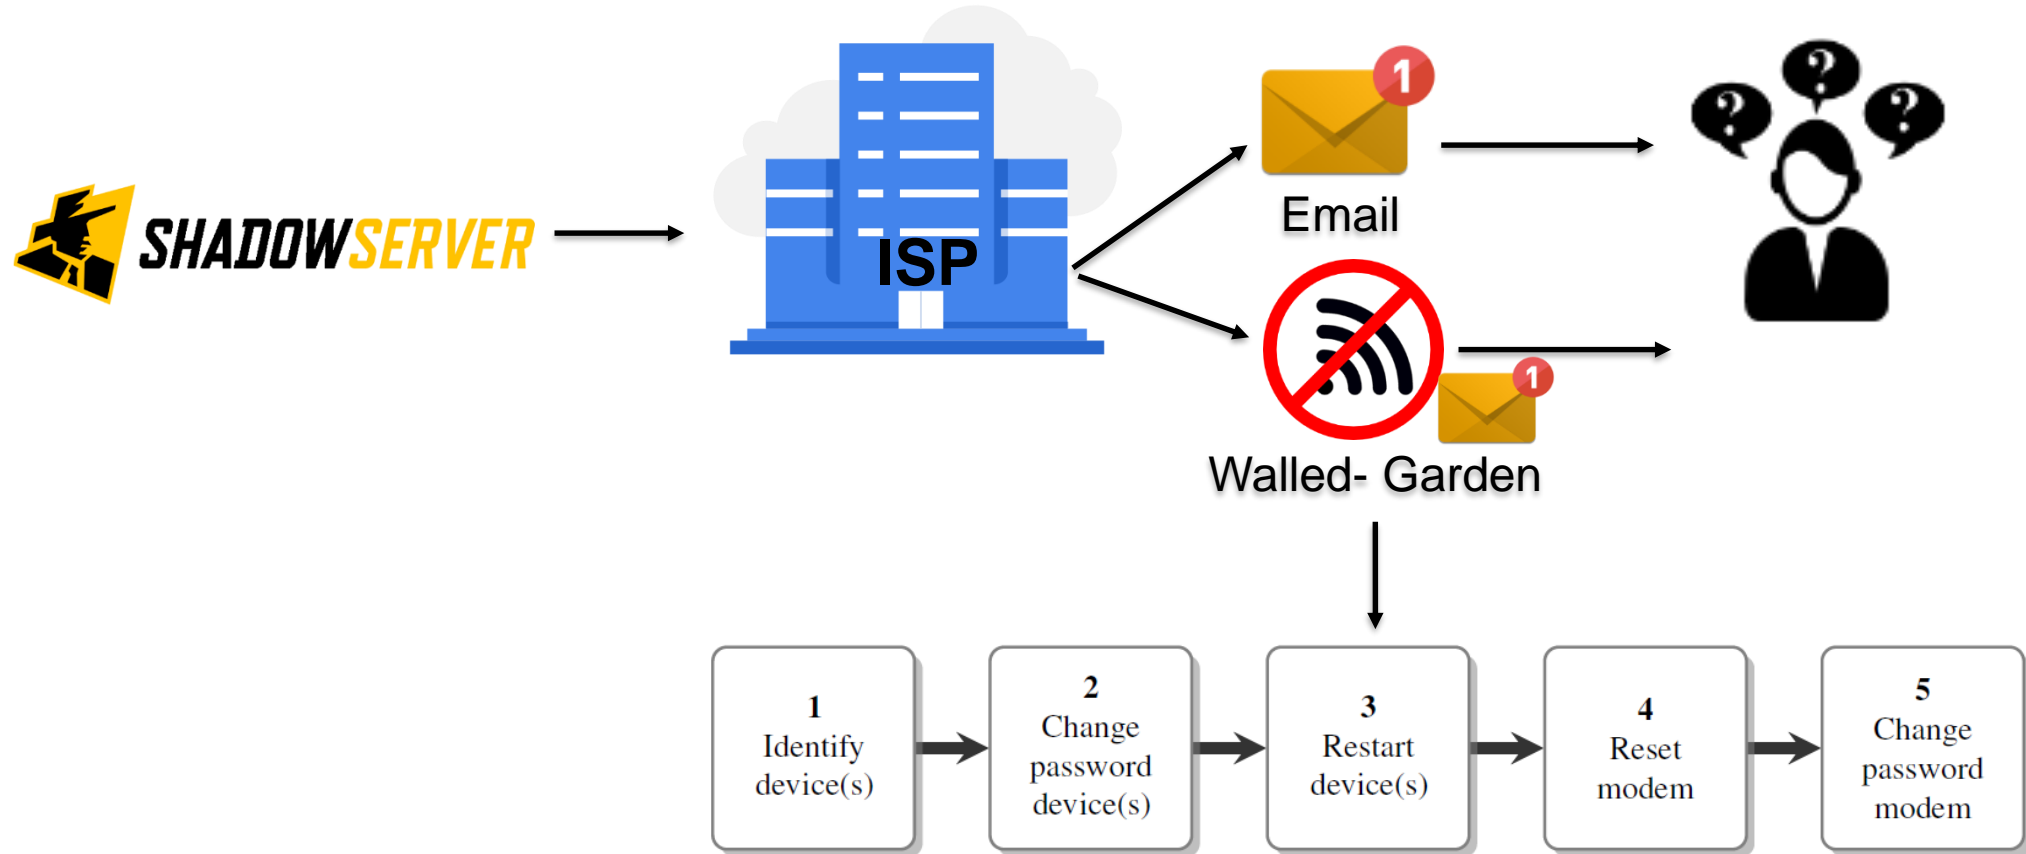 SHADOWSERVER
ISP
1
Email
1
Walled- Garden
?
?
?
1
Identify
device(s)
2
Change
password
device(s)
3
Restart
device(s)
4
Reset
modem
5
Change
password
modem